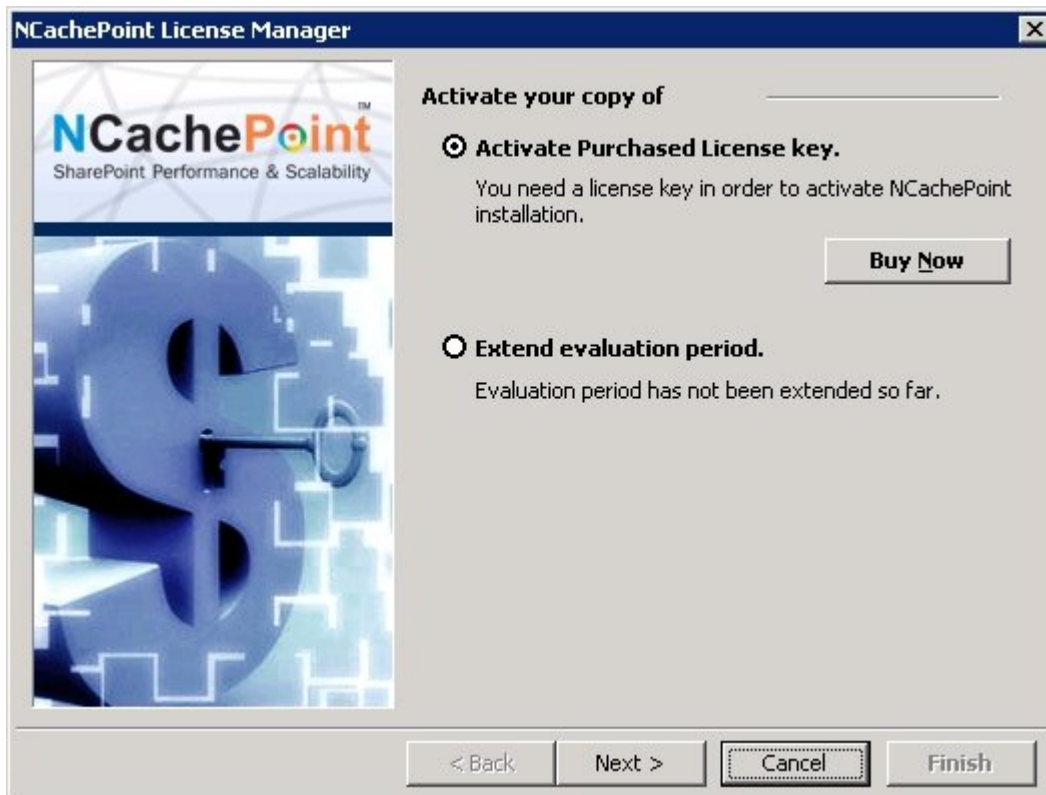 NCachePoint License Manager
NCachePoint™
SharePoint Performance & Scalability
Activate your copy of
Activate Purchased License key.
You need a license key in order to activate NCachePoint
installation.
Buy Now
Extend evaluation period.
Evaluation period has not been extended so far.
< Back
Next >
Cancel
Finish